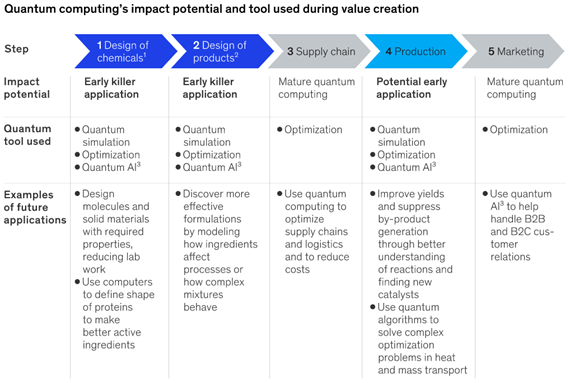 Quantum computing's impact potential and tool used during value creation
Step
1 Design of
chemicals¹
2 Design of
products²
3 Supply chain
4 Production
5 Marketing
Impact
potential
Early killer
application
Early killer
application
Mature quantum
computing
Potential early
application
Mature quantum
computing
Quantum
tool used
• Quantum
simulation
• Optimization
• Quantum AI³
• Quantum
simulation
• Optimization
• Quantum AI³
• Optimization
• Quantum
simulation
• Optimization
• Quantum AI³
• Optimization
Examples
of future
applications
• Design
molecules and
solid materials
with required
properties,
reducing lab
work
• Use computers
to define shape
of proteins
to make
better active
ingredients
• Discover more
effective
formulations
by modeling
how ingredients
affect
processes or
how complex
mixtures
behave
• Use quantum
computing to
optimize
supply chains
and logistics
and to reduce
costs
• Improve yields
and suppress
by-product
generation
through better
understanding
of reactions and
finding new
catalysts
• Use quantum
algorithms to
solve complex
optimization
problems in heat
and mass transport
• Use quantum
AI³ to help
handle B2B
and B2C cus-
tomer
relations